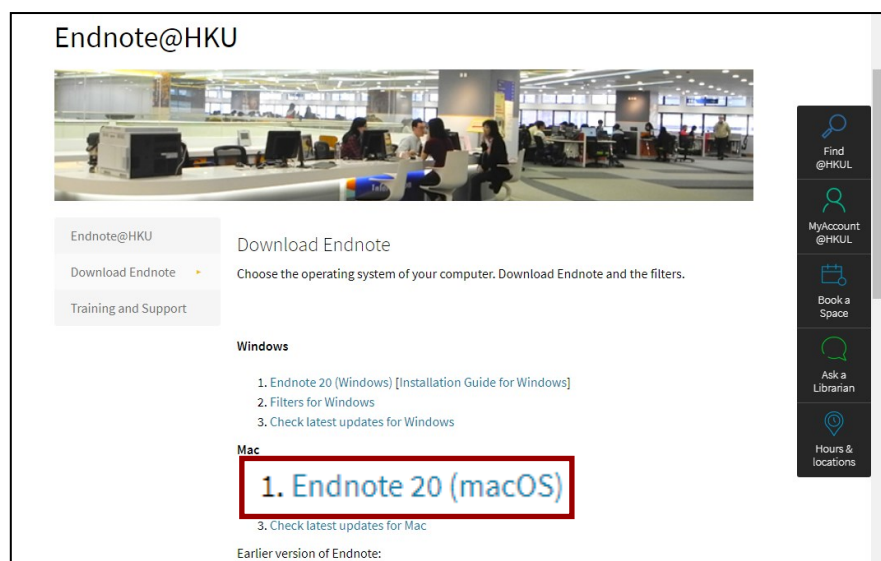 Endnote@HKU
Endnote@HKU
Download Endnote
Training and Support
Download Endnote
Choose the operating system of your computer. Download Endnote and the filters.
Windows
1. Endnote 20 (Windows) [Installation Guide for Windows]
2. Filters for Windows
3. Check latest updates for Windows
Mac
1. Endnote 20 (macOS)
3. Check latest updates for Mac
Earlier version of Endnote:
Find
@HKUL
MyAccount
@HKUL
Book a
Space
Ask a
Librarian
Hours &
locations